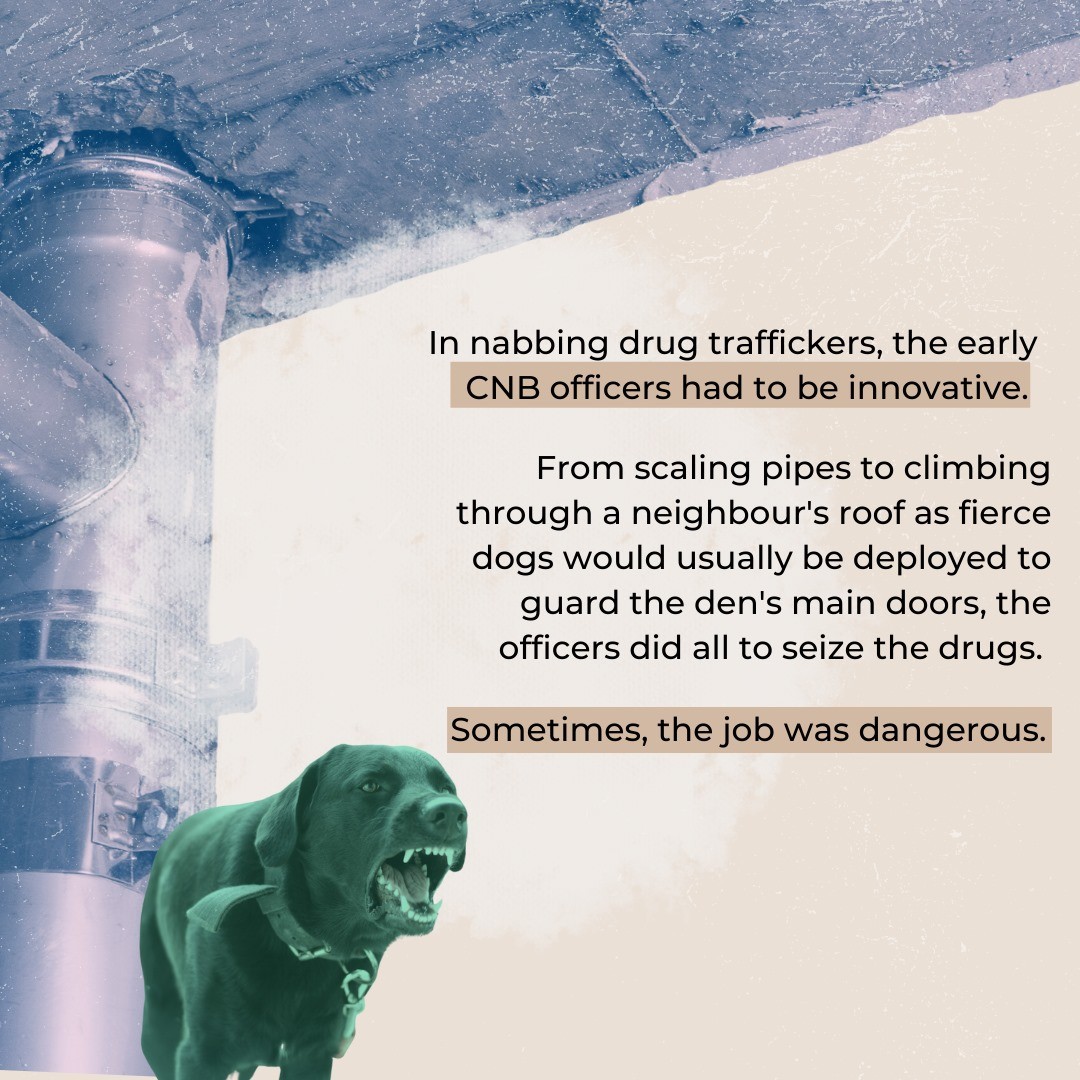 In nabbing drug traffickers, the early
CNB officers had to be innovative.
From scaling pipes to climbing
through a neighbour's roof as fierce
dogs would usually be deployed to
guard the den's main doors, the
officers did all to seize the drugs.
Sometimes, the job was dangerous.